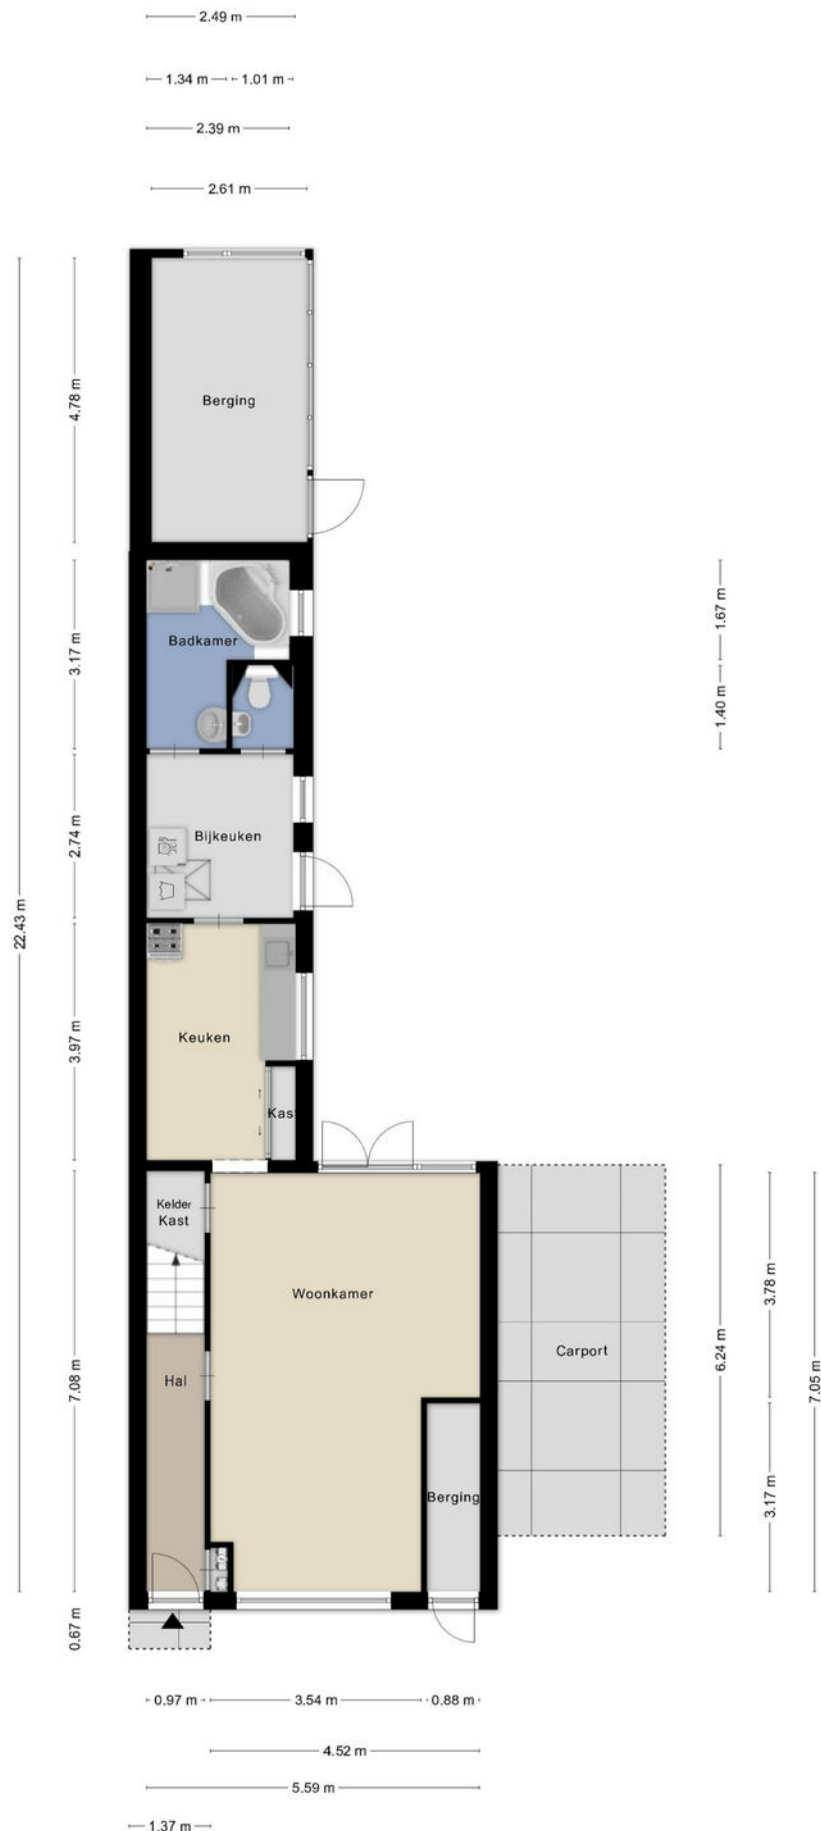 2.49 m
1.34 m
1.01 m
2.39 m
2.61 m
Berging
4.78 m
Badkamer
3.17 m
1.67 m
1.40 m
Bijkeuken
2.74 m
22.43 m
Keuken
3.97 m
Kast
Kelder
Kast
Woonkamer
Carport
Hal
7.08 m
3.78 m
6.24 m
7.05 m
Berging
3.17 m
0.67 m
0.97 m
3.54 m
0.88 m
4.52 m
5.59 m
1.37 m